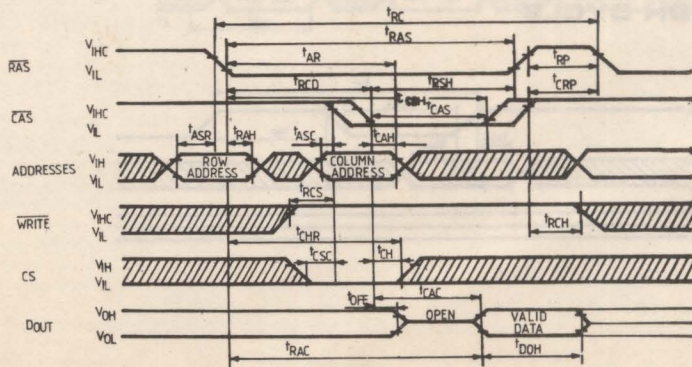 tRC
tRAS
tAR
tRCD
tRSH
tRP
tCRP
RAS
VIHC
VIL
CAS
VIHC
VIL
tCAS
tASR
tRAH
tASC
tCAH
ADDRESSES
VIH
VIL
ROW ADDRESS
COLUMN ADDRESS
tRCS
WRITE
VIHC
VIL
tRCH
tCHR
CS
VIH
VIL
tCSC
tCH
tOFF
tCAC
DOUT
VOH
VOL
OPEN
VALID DATA
tRAC
tDOH